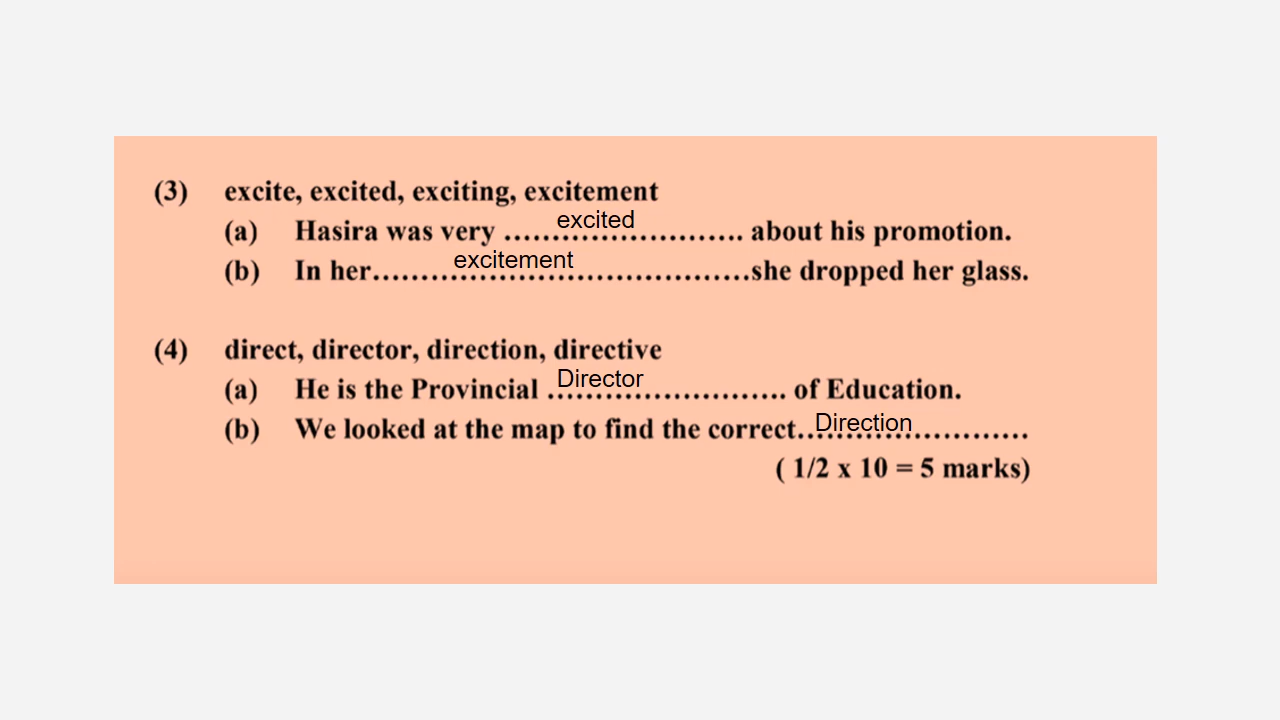 (3) excite, excited, exciting, excitement
(a) Hasira was very ...excited... about his promotion.
(b) In her...excitement...she dropped her glass.
(4) direct, director, direction, directive
(a) He is the Provincial ...Director... of Education.
(b) We looked at the map to find the correct...Direction...
( 1/2 x 10 = 5 marks)